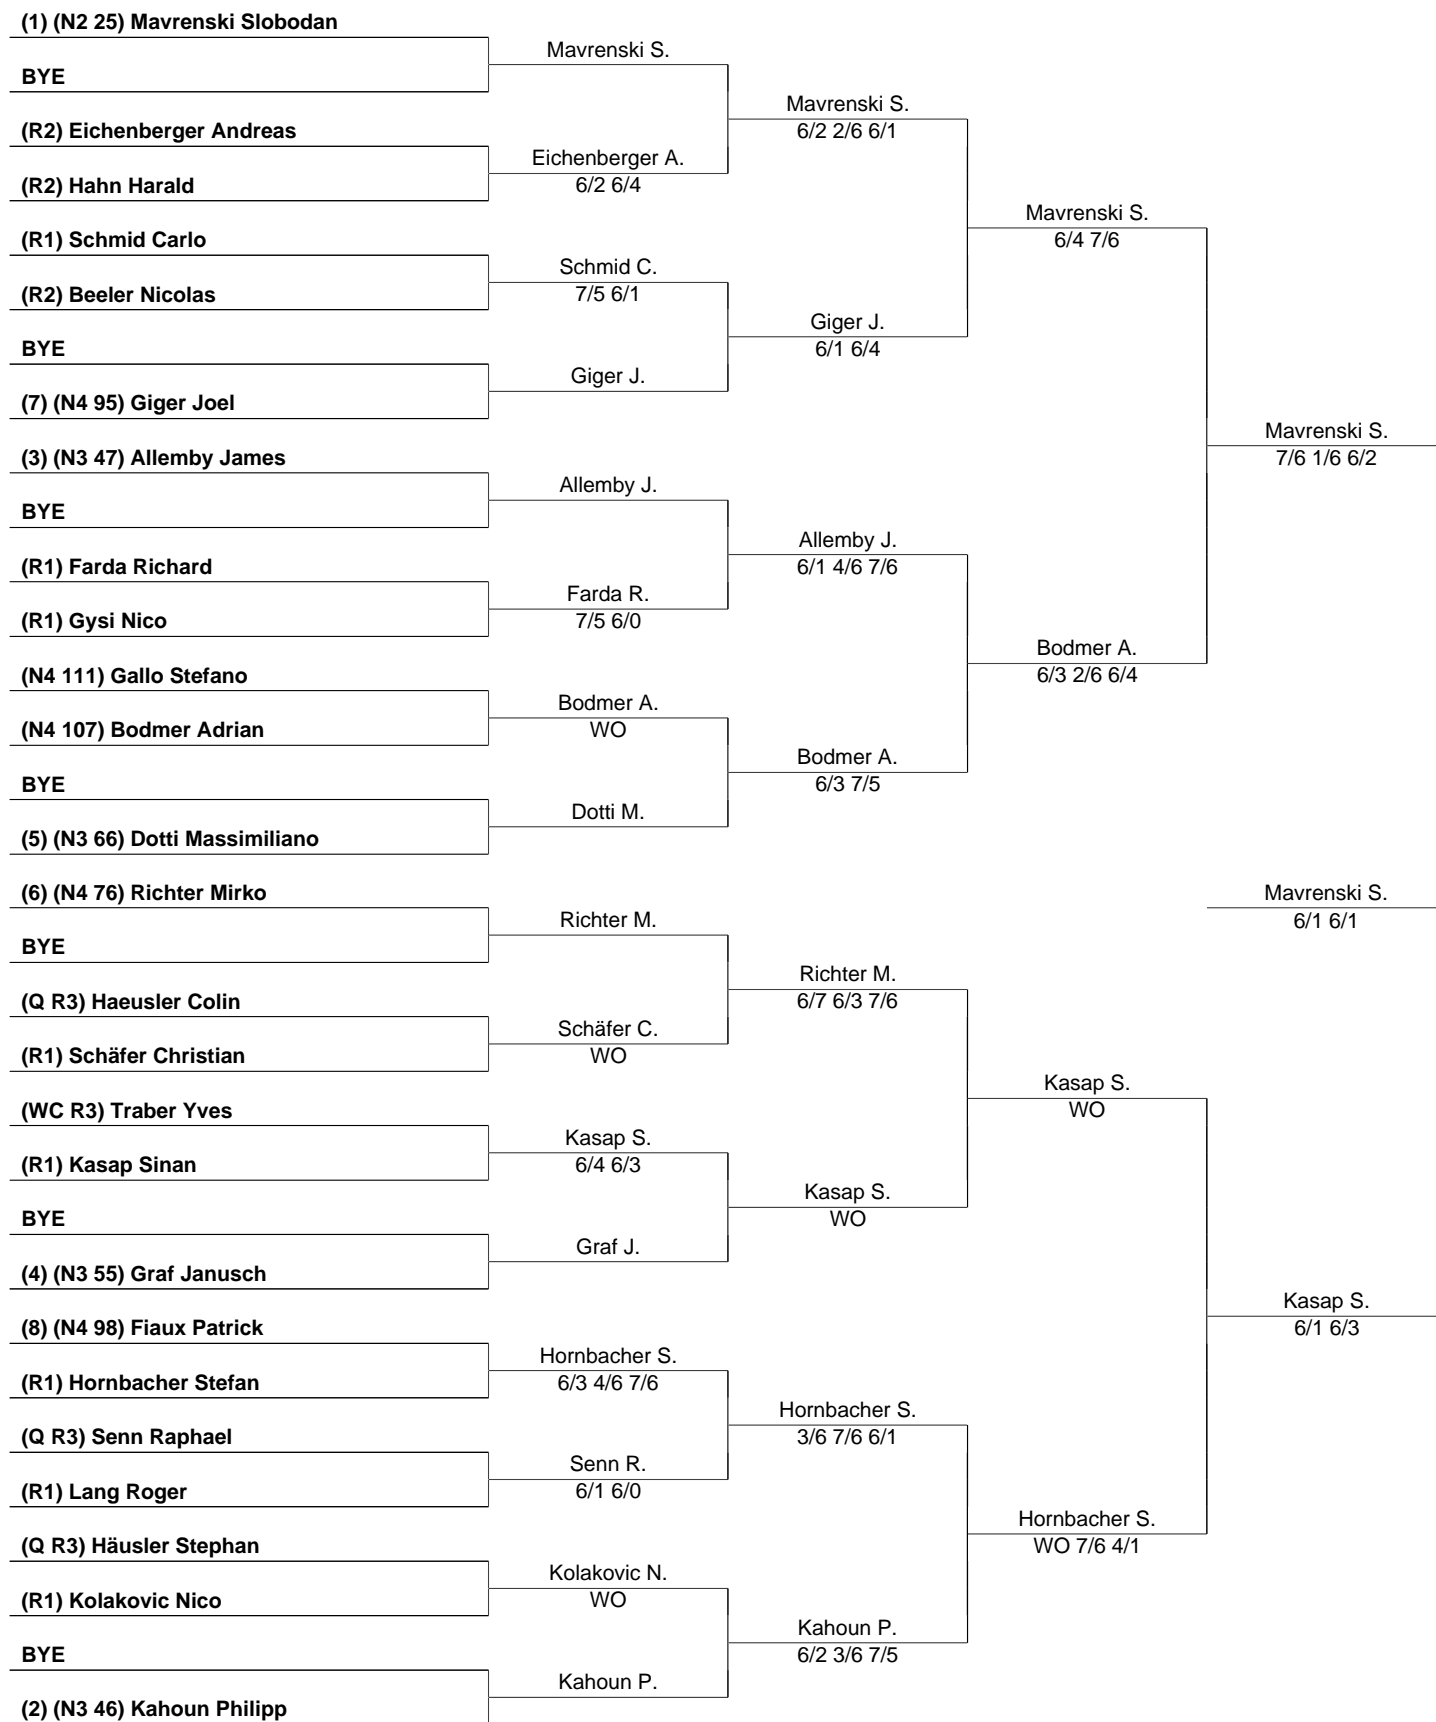 (1) (N2 25) Mavrenski Slobodan
BYE
(R2) Eichenberger Andreas
(R2) Hahn Harald
(R1) Schmid Carlo
(R2) Beeler Nicolas
BYE
(7) (N4 95) Giger Joel
(3) (N3 47) Allemby James
BYE
(R1) Farda Richard
(R1) Gysi Nico
(N4 111) Gallo Stefano
(N4 107) Bodmer Adrian
BYE
(5) (N3 66) Dotti Massimiliano
(6) (N4 76) Richter Mirko
BYE
(Q R3) Haeusler Colin
(R1) Schäfer Christian
(WC R3) Traber Yves
(R1) Kasap Sinan
BYE
(4) (N3 55) Graf Janusch
(8) (N4 98) Fiaux Patrick
(R1) Hornbacher Stefan
(Q R3) Senn Raphael
(R1) Lang Roger
(Q R3) Häusler Stephan
(R1) Kolakovic Nico
BYE
(2) (N3 46) Kahoun Philipp
Mavrenski S.
Eichenberger A.
6/2 6/4
Schmid C.
7/5 6/1
Giger J.
Allemby J.
Farda R.
7/5 6/0
Bodmer A.
WO
Dotti M.
Richter M.
Schäfer C.
WO
Kasap S.
6/4 6/3
Graf J.
Hornbacher S.
6/3 4/6 7/6
Senn R.
6/1 6/0
Kolakovic N.
WO
Kahoun P.
Mavrenski S.
6/2 2/6 6/1
Giger J.
6/1 6/4
Allemby J.
6/1 4/6 7/6
Bodmer A.
6/3 7/5
Richter M.
6/7 6/3 7/6
Kasap S.
WO
Hornbacher S.
3/6 7/6 6/1
Kahoun P.
6/2 3/6 7/5
Mavrenski S.
6/4 7/6
Bodmer A.
6/3 2/6 6/4
Kasap S.
WO
Hornbacher S.
WO 7/6 4/1
Mavrenski S.
7/6 1/6 6/2
Mavrenski S.
6/1 6/1
Kasap S.
6/1 6/3